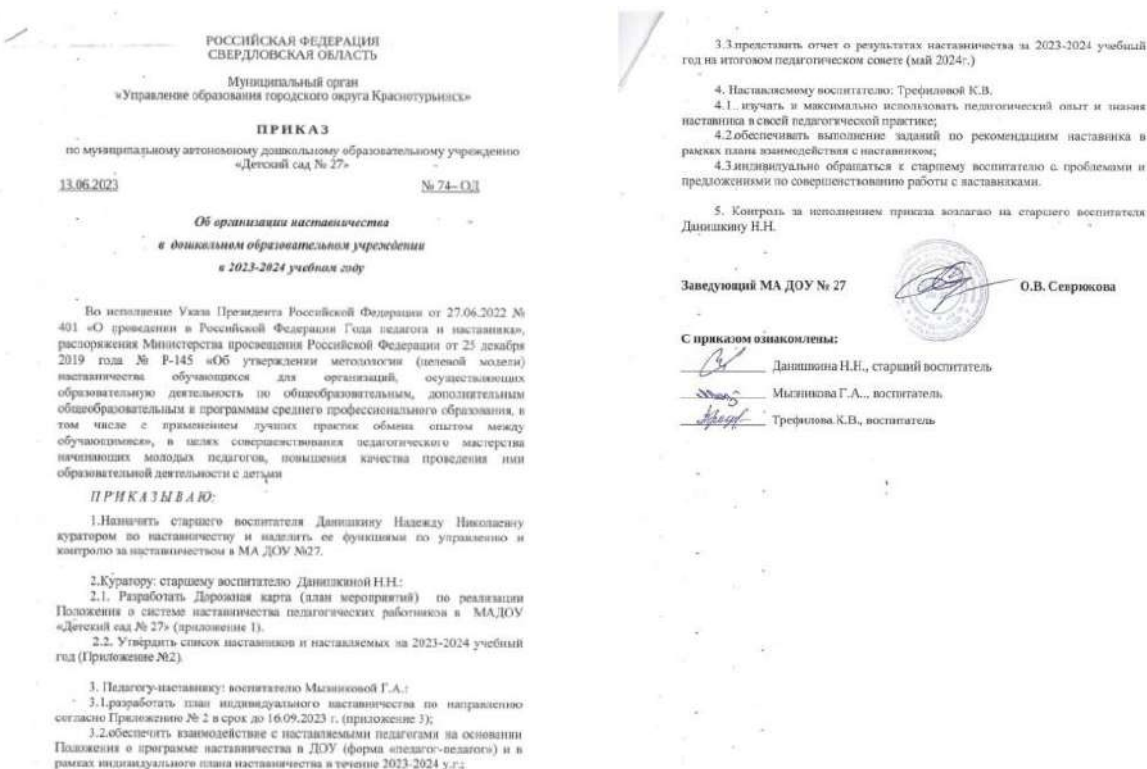 РОССИЙСКАЯ ФЕДЕРАЦИЯ
СВЕРДЛОВСКАЯ ОБЛАСТЬ
Муниципальный орган
«Управление образования городского округа Краснотурьинск»
ПРИКАЗ
по муниципальному автономному дошкольному образовательному учреждению
«Детский сад № 27»
13.06.2023 № 74– ОД
Об организации наставничества
в дошкольном образовательном учреждении
в 2023-2024 учебном году
Во исполнение Указа Президента Российской Федерации от 27.06.2022 №
401 «О проведении в Российской Федерации Года педагога и наставника»,
распоряжения Министерства просвещения Российской Федерации от 25 декабря
2019 года № Р-145 «Об утверждении методологии (целевой модели)
наставничества обучающихся для организаций, осуществляющих
образовательную деятельность по общеобразовательным, дополнительным
общеобразовательным и программам среднего профессионального образования, в
том числе с применением лучших практик обмена опытом между
обучающимися», в целях совершенствования педагогического мастерства
начинающих молодых педагогов, повышения качества проведения ими
образовательной деятельности с детьми
ПРИКАЗЫВАЮ:
1.Назначить старшего воспитателя Данишкину Надежду Николаевну
куратором по наставничеству и наделить ее функциями по управлению и
контролю за наставничеством в МА ДОУ №27.
2.Куратору: старшему воспитателю Данишкиной Н.Н.:
2.1. Разработать Дорожная карта (план мероприятий) по реализации
Положения о системе наставничества педагогических работников в МАДОУ
«Детский сад № 27» (приложение 1).
2.2. Утвердить список наставников и наставляемых на 2023-2024 учебный
год (Приложение №2).
3. Педагогу-наставнику: воспитателю Мызниковой Г.А.:
3.1.разработать план индивидуального наставничества по направлению
согласно Приложению № 2 в срок до 16.09.2023 г. (приложение 3);
3.2.обеспечить взаимодействие с наставляемыми педагогами на основании
Положения о программе наставничества в ДОУ (форма «педагог-педагог») и в
рамках индивидуального плана наставничества в течение 2023-2024 у.г.;
3.3.представить отчет о результатах наставничества за 2023-2024 учебный
год на итоговом педагогическом совете (май 2024г.)
4. Наставляемому воспитателю: Трефиловой К.В.
4.1. изучать и максимально использовать педагогический опыт и знания
наставника в своей педагогической практике;
4.2.обеспечивать выполнение заданий по рекомендациям наставника в
рамках плана взаимодействия с наставником;
4.3.индивидуально обращаться к старшему воспитателю с проблемами и
предложениями по совершенствованию работы с наставниками.
5. Контроль за исполнением приказа возлагаю на старшего воспитателя
Данишкину Н.Н.
Заведующий МА ДОУ № 27 О.В. Севрюкова
С приказом ознакомлены:
Данишкина Н.Н., старший воспитатель
Мызникова Г.А.., воспитатель
Трефилова.К.В., воспитатель